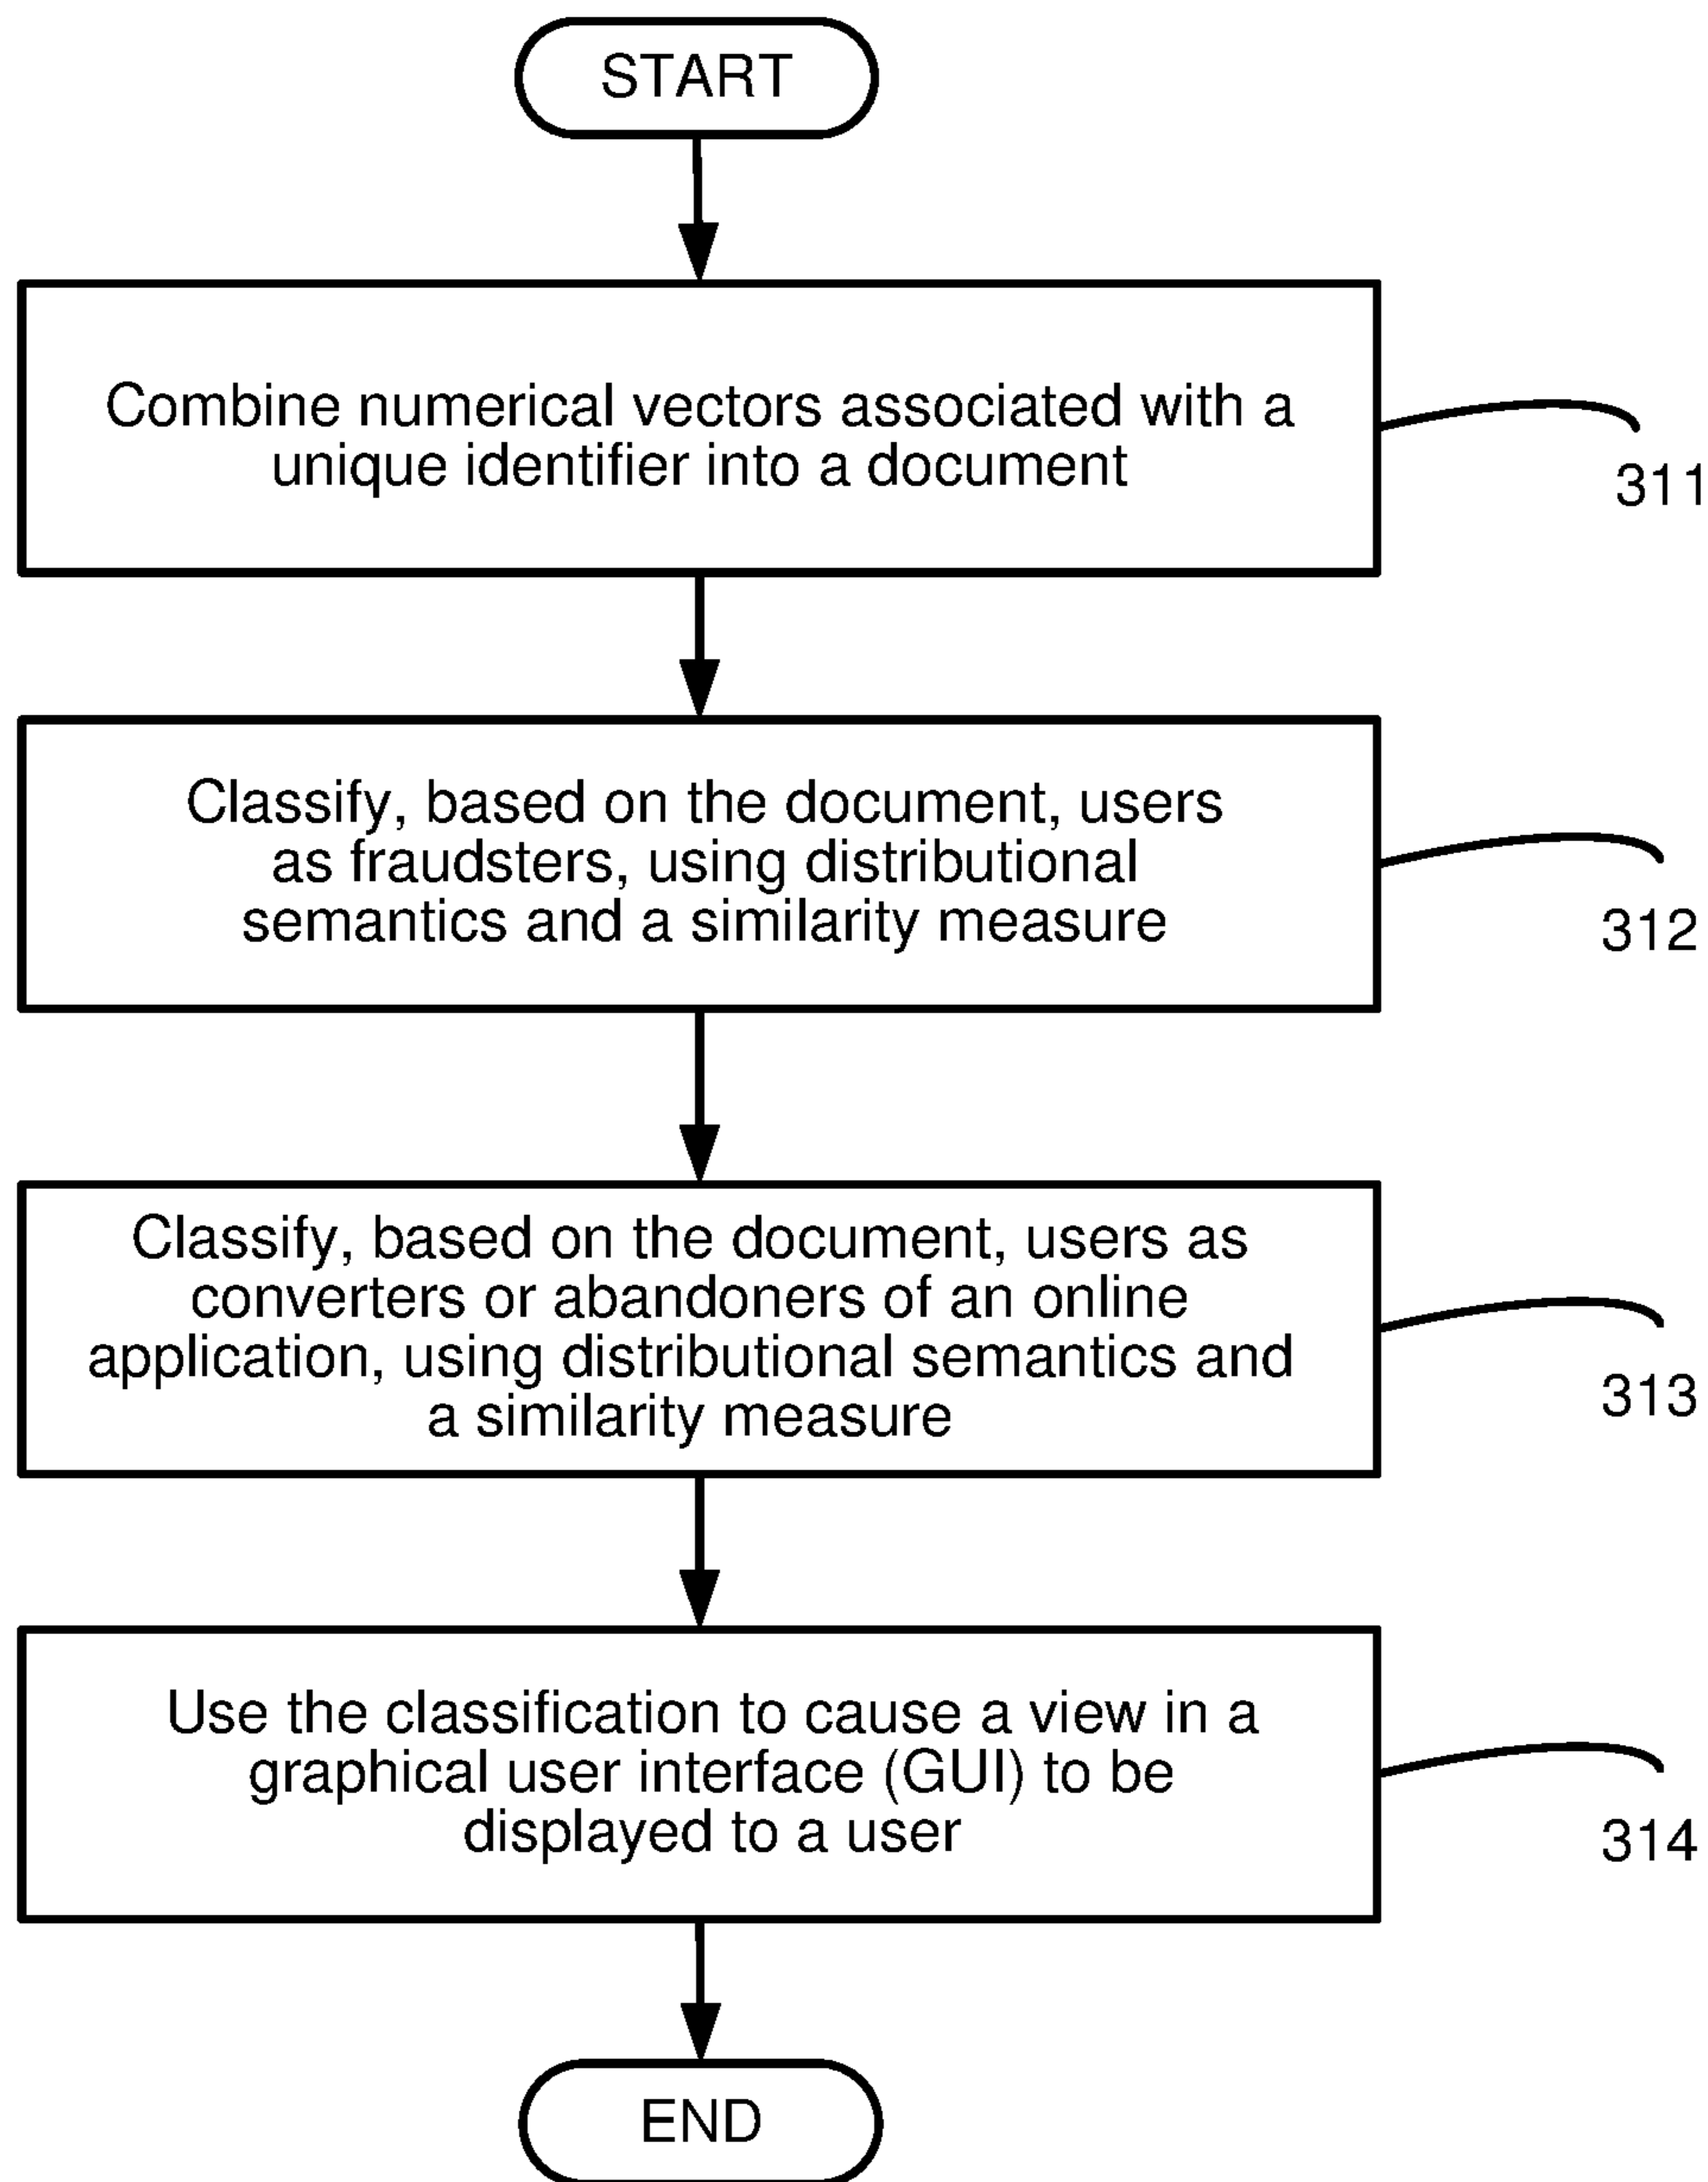 START
Combine numerical vectors associated with a
unique identifier into a document
311
Classify, based on the document, users
as fraudsters, using distributional
semantics and a similarity measure
312
Classify, based on the document, users as
converters or abandoners of an online
application, using distributional semantics and
a similarity measure
313
Use the classification to cause a view in a
graphical user interface (GUI) to be
displayed to a user
314
END